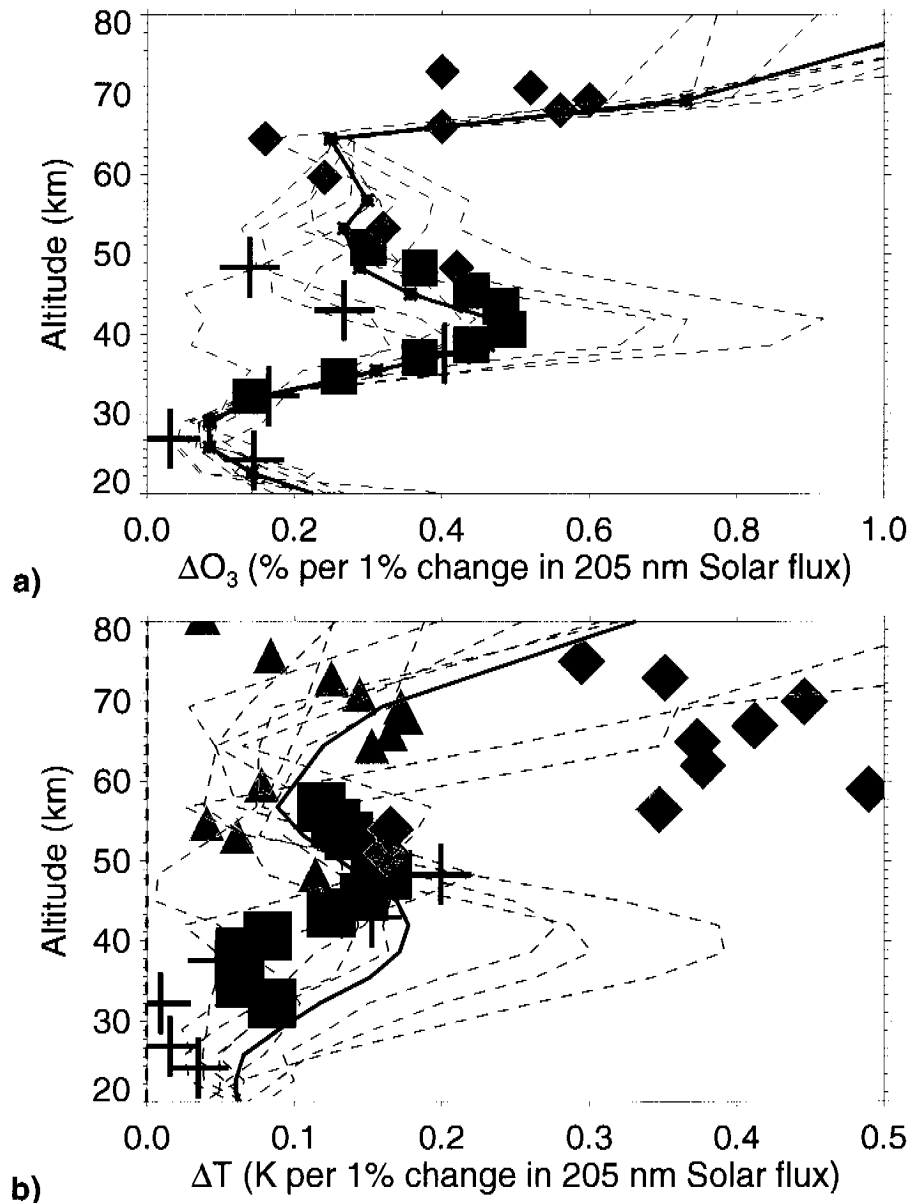 80
70
60
50
40
30
20
Altitude (km)
0.0 0.2 0.4 0.6 0.8 1.0
a) ΔO₃ (% per 1% change in 205 nm Solar flux)
80
70
60
50
40
30
20
Altitude (km)
0.0 0.1 0.2 0.3 0.4 0.5
b) ΔT (K per 1% change in 205 nm Solar flux)